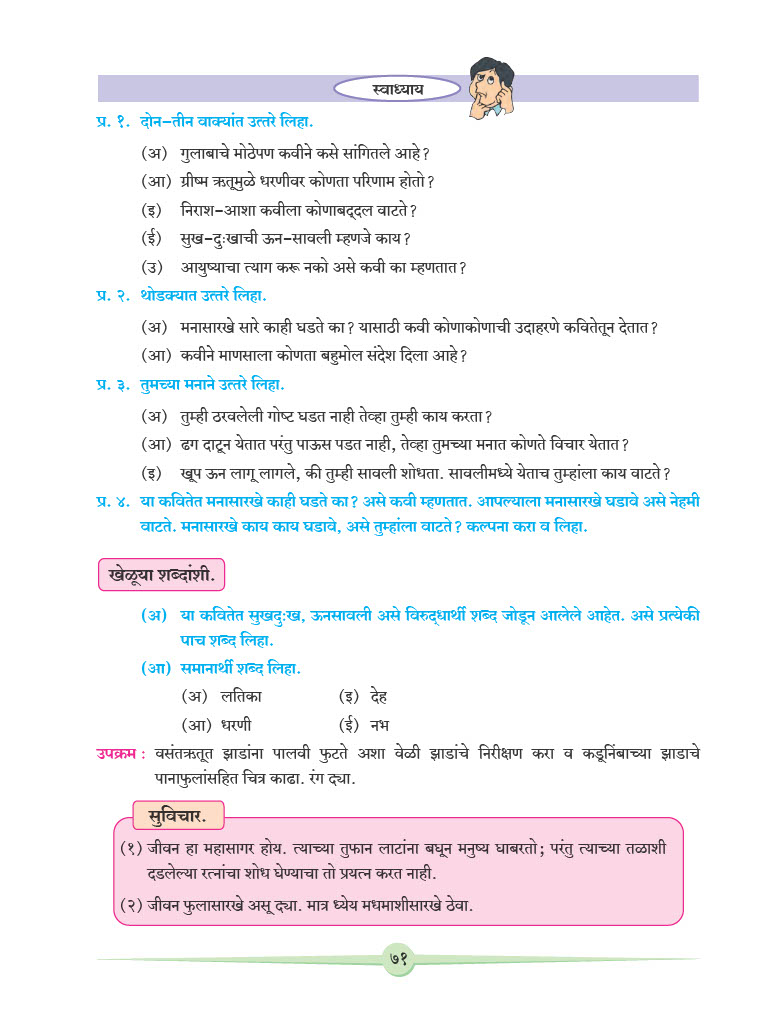 स्वाध्याय
प्र. १. दोन-तीन वाक्यांत उत्तरे लिहा.
(अ) गुलाबाचे मोठेपण कवीने कसे सांगितले आहे?
(आ) ग्रीष्म ऋतूमुळे धरणीवर कोणता परिणाम होतो?
(इ) निराश-आशा कवीला कोणाबद्दल वाटते?
(ई) सुख-दुःखाची ऊन-सावली म्हणजे काय?
(उ) आयुष्याचा त्याग करू नको असे कवी का म्हणतात?
प्र. २. थोडक्यात उत्तरे लिहा.
(अ) मनासारखे सारे काही घडते का? यासाठी कवी कोणाकोणाची उदाहरणे कवितेतून देतात?
(आ) कवीने माणसाला कोणता बहुमोल संदेश दिला आहे?
प्र. ३. तुमच्या मनाने उत्तरे लिहा.
(अ) तुम्ही ठरवलेली गोष्ट घडत नाही तेव्हा तुम्ही काय करता?
(आ) ढग दाटून येतात परंतु पाऊस पडत नाही, तेव्हा तुमच्या मनात कोणते विचार येतात?
(इ) खूप ऊन लागू लागले, की तुम्ही सावली शोधता. सावलीमध्ये येताच तुम्हांला काय वाटते?
प्र. ४. या कवितेत मनासारखे काही घडते का? असे कवी म्हणतात. आपल्याला मनासारखे घडावे असे नेहमी
वाटते. मनासारखे काय काय घडावे, असे तुम्हांला वाटते? कल्पना करा व लिहा.
खेळूया शब्दांशी.
(अ) या कवितेत सुखदुःख, ऊनसावली असे विरुद्धार्थी शब्द जोडून आलेले आहेत. असे प्रत्येकी
पाच शब्द लिहा.
(आ) समानार्थी शब्द लिहा.
(अ) लतिका (इ) देह
(आ) धरणी (ई) नभ
उपक्रम : वसंतऋतूत झाडांना पालवी फुटते अशा वेळी झाडांचे निरीक्षण करा व कडूनिंबाच्या झाडाचे
पानाफुलांसहित चित्र काढा. रंग द्या.
सुविचार.
(१) जीवन हा महासागर होय. त्याच्या तुफान लाटांना बघून मनुष्य घाबरतो; परंतु त्याच्या तळाशी
दडलेल्या रत्नांचा शोध घेण्याचा तो प्रयत्न करत नाही.
(२) जीवन फुलासारखे असू द्या. मात्र ध्येय मधमाशीसारखे ठेवा.
७१